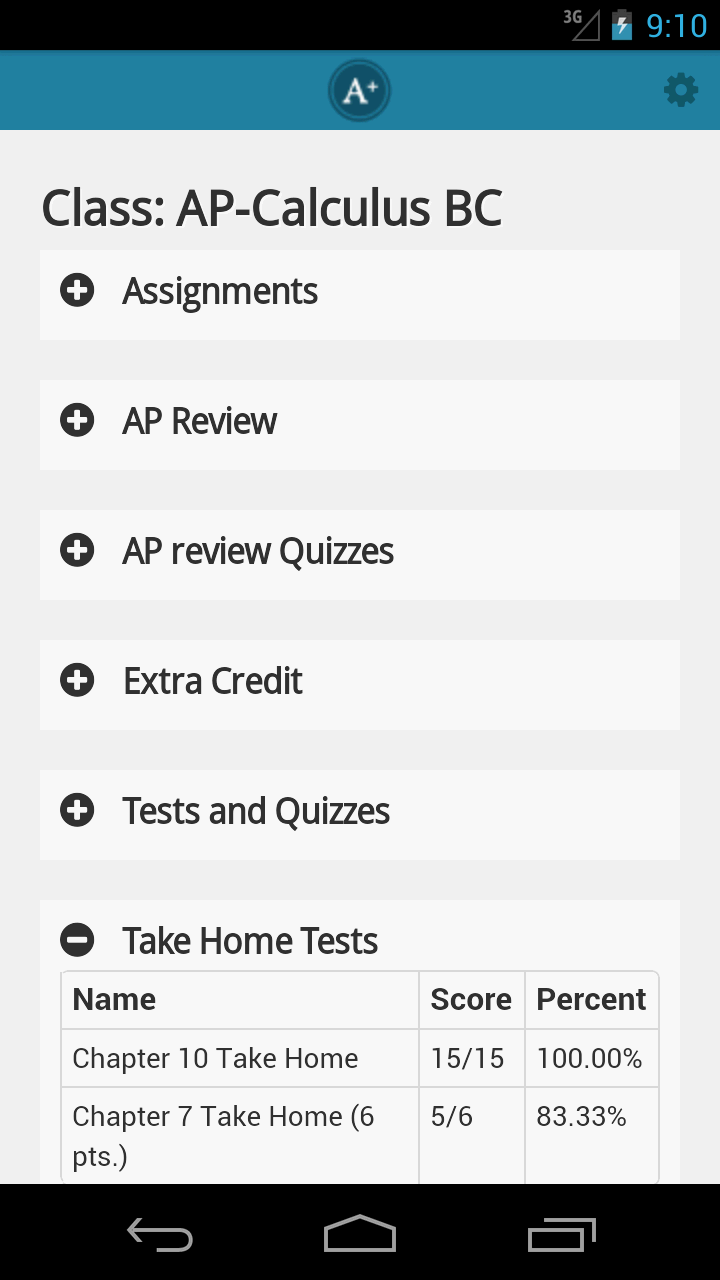 3G 9:10
A+
Class: AP-Calculus BC
Assignments
AP Review
AP review Quizzes
Extra Credit
Tests and Quizzes
Take Home Tests
Name Score Percent
Chapter 10 Take Home 15/15 100.00%
Chapter 7 Take Home (6 5/6 83.33%
pts.)